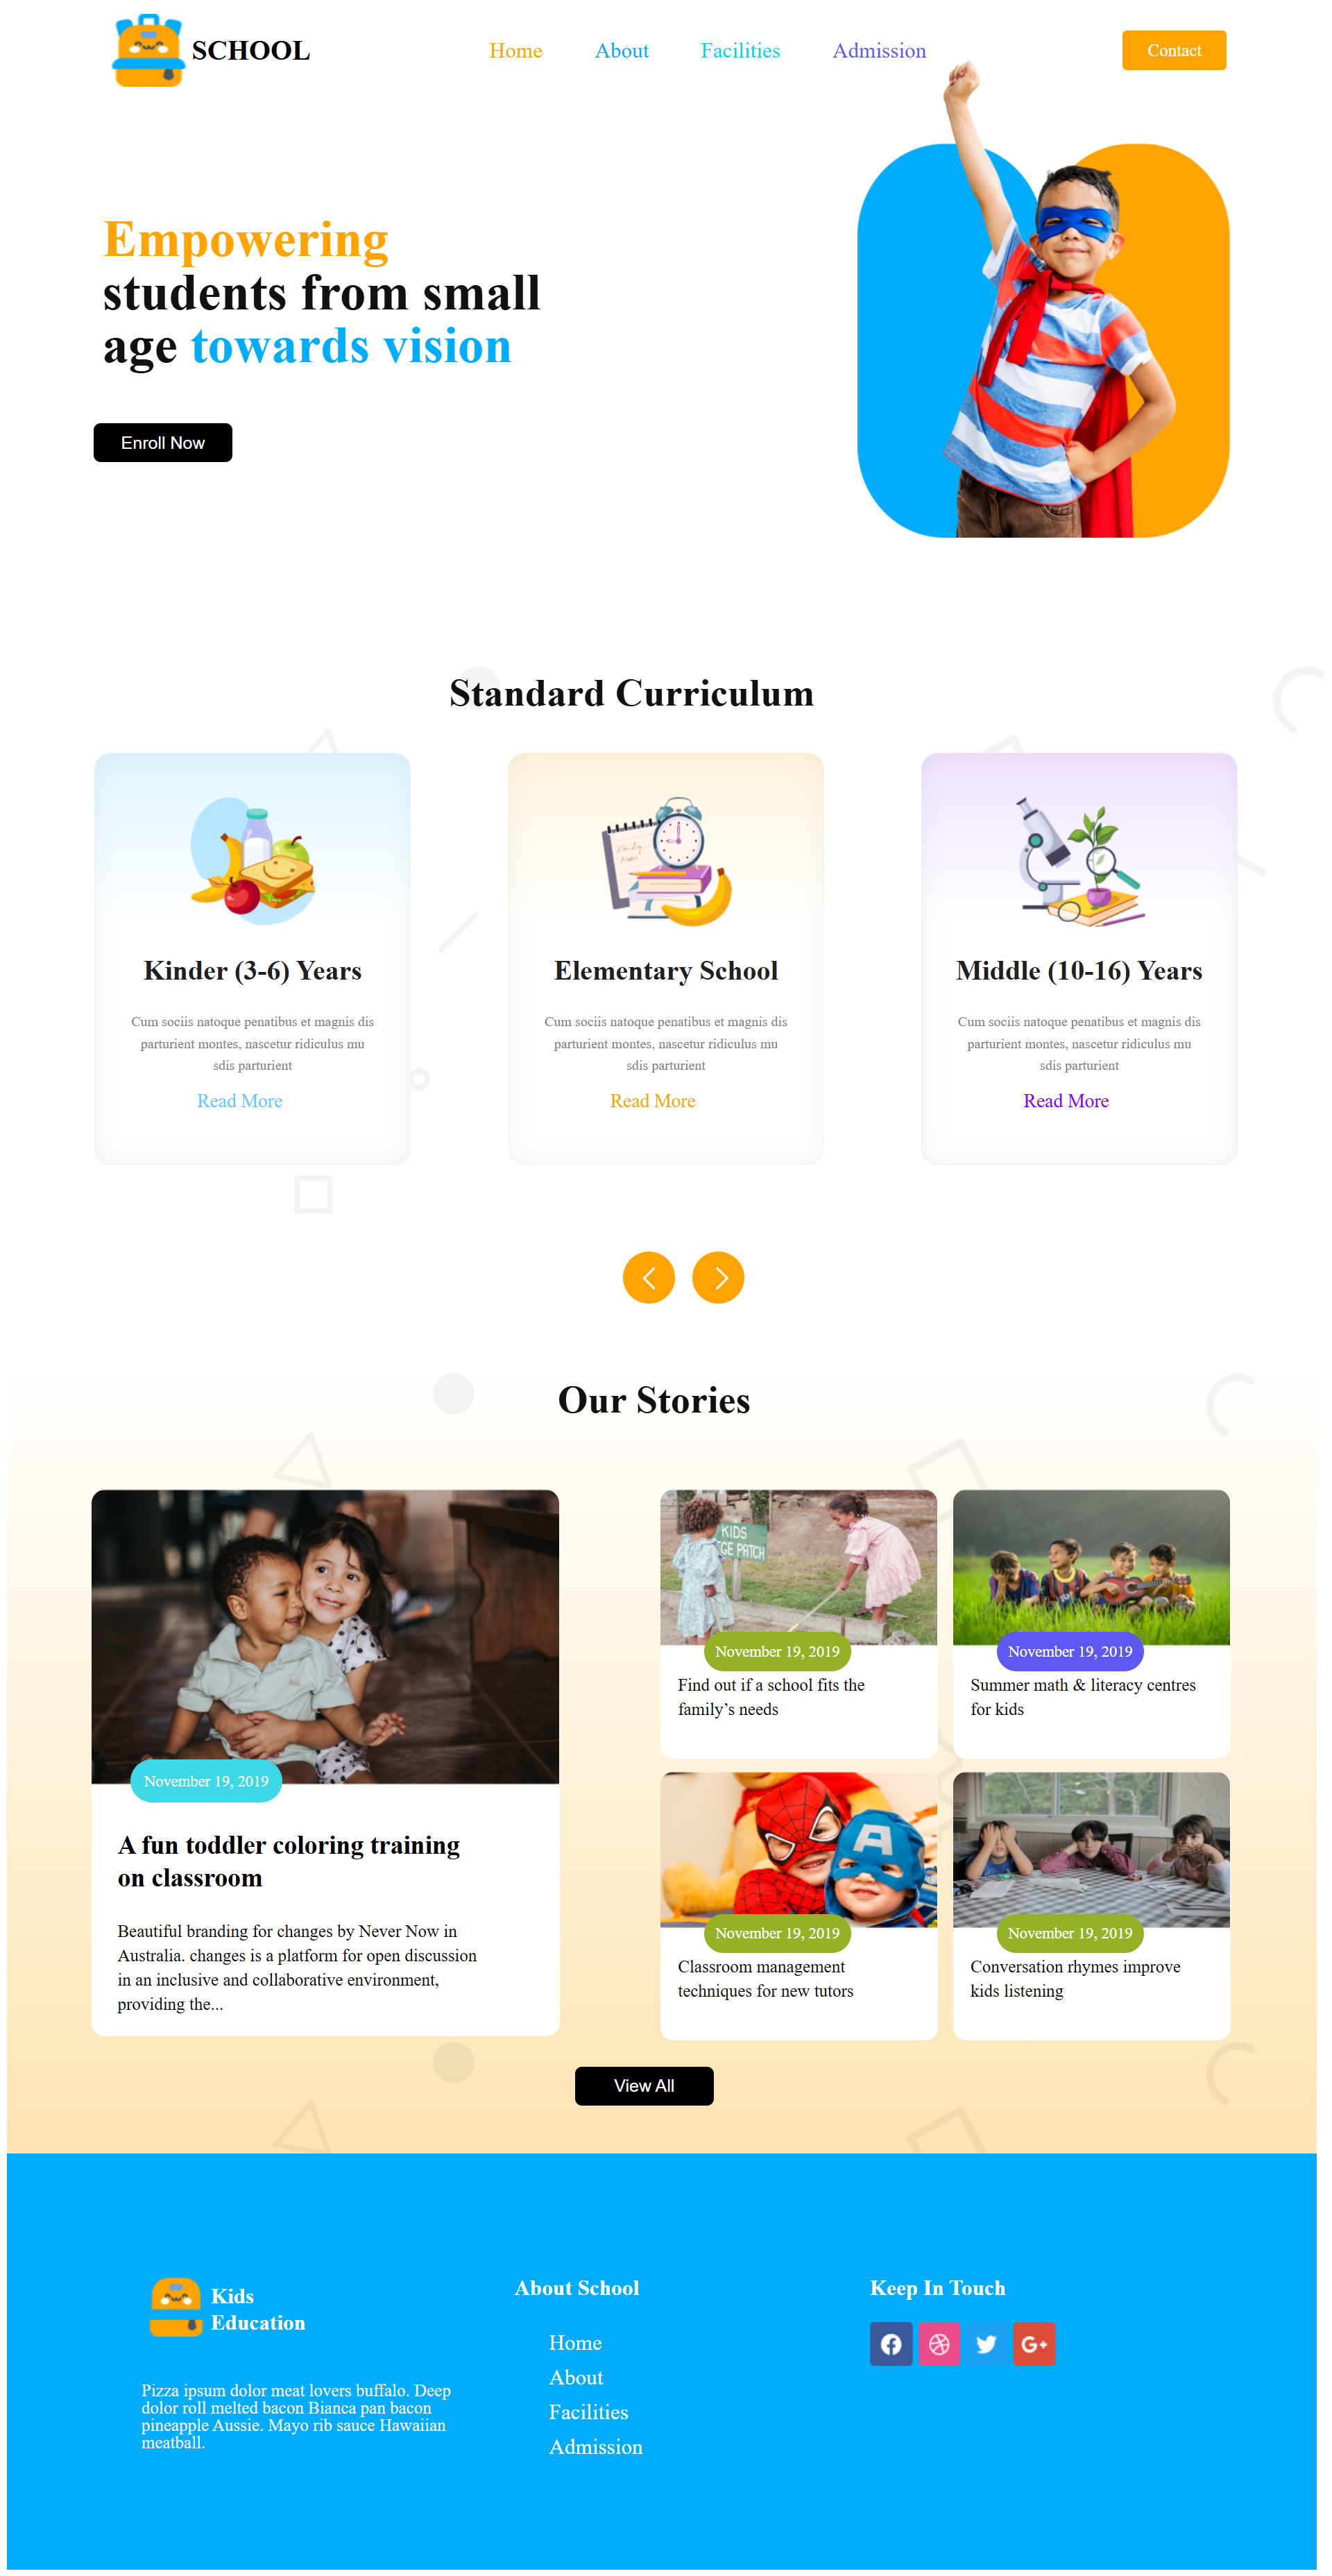 SCHOOL
Home
About
Facilities
Admission
Contact
Empowering
students from small
age towards vision
Enroll Now
Standard Curriculum
Kinder (3-6) Years
Cum sociis natoque penatibus et magnis dis
parturient montes, nascetur ridiculus mu
sdis parturient
Read More
Elementary School
Cum sociis natoque penatibus et magnis dis
parturient montes, nascetur ridiculus mu
sdis parturient
Read More
Middle (10-16) Years
Cum sociis natoque penatibus et magnis dis
parturient montes, nascetur ridiculus mu
sdis parturient
Read More
Our Stories
November 19, 2019
A fun toddler coloring training
on classroom
Beautiful branding for changes by Never Now in
Australia. changes is a platform for open discussion
in an inclusive and collaborative environment,
providing the...
KIDS
GE PATCH
November 19, 2019
Find out if a school fits the
family’s needs
November 19, 2019
Summer math & literacy centres
for kids
A
November 19, 2019
Classroom management
techniques for new tutors
November 19, 2019
Conversation rhymes improve
kids listening
View All
Kids
Education
Pizza ipsum dolor meat lovers buffalo. Deep
dolor roll melted bacon Bianca pan bacon
pineapple Aussie. Mayo rib sauce Hawaiian
meatball.
About School
Home
About
Facilities
Admission
Keep In Touch
G+